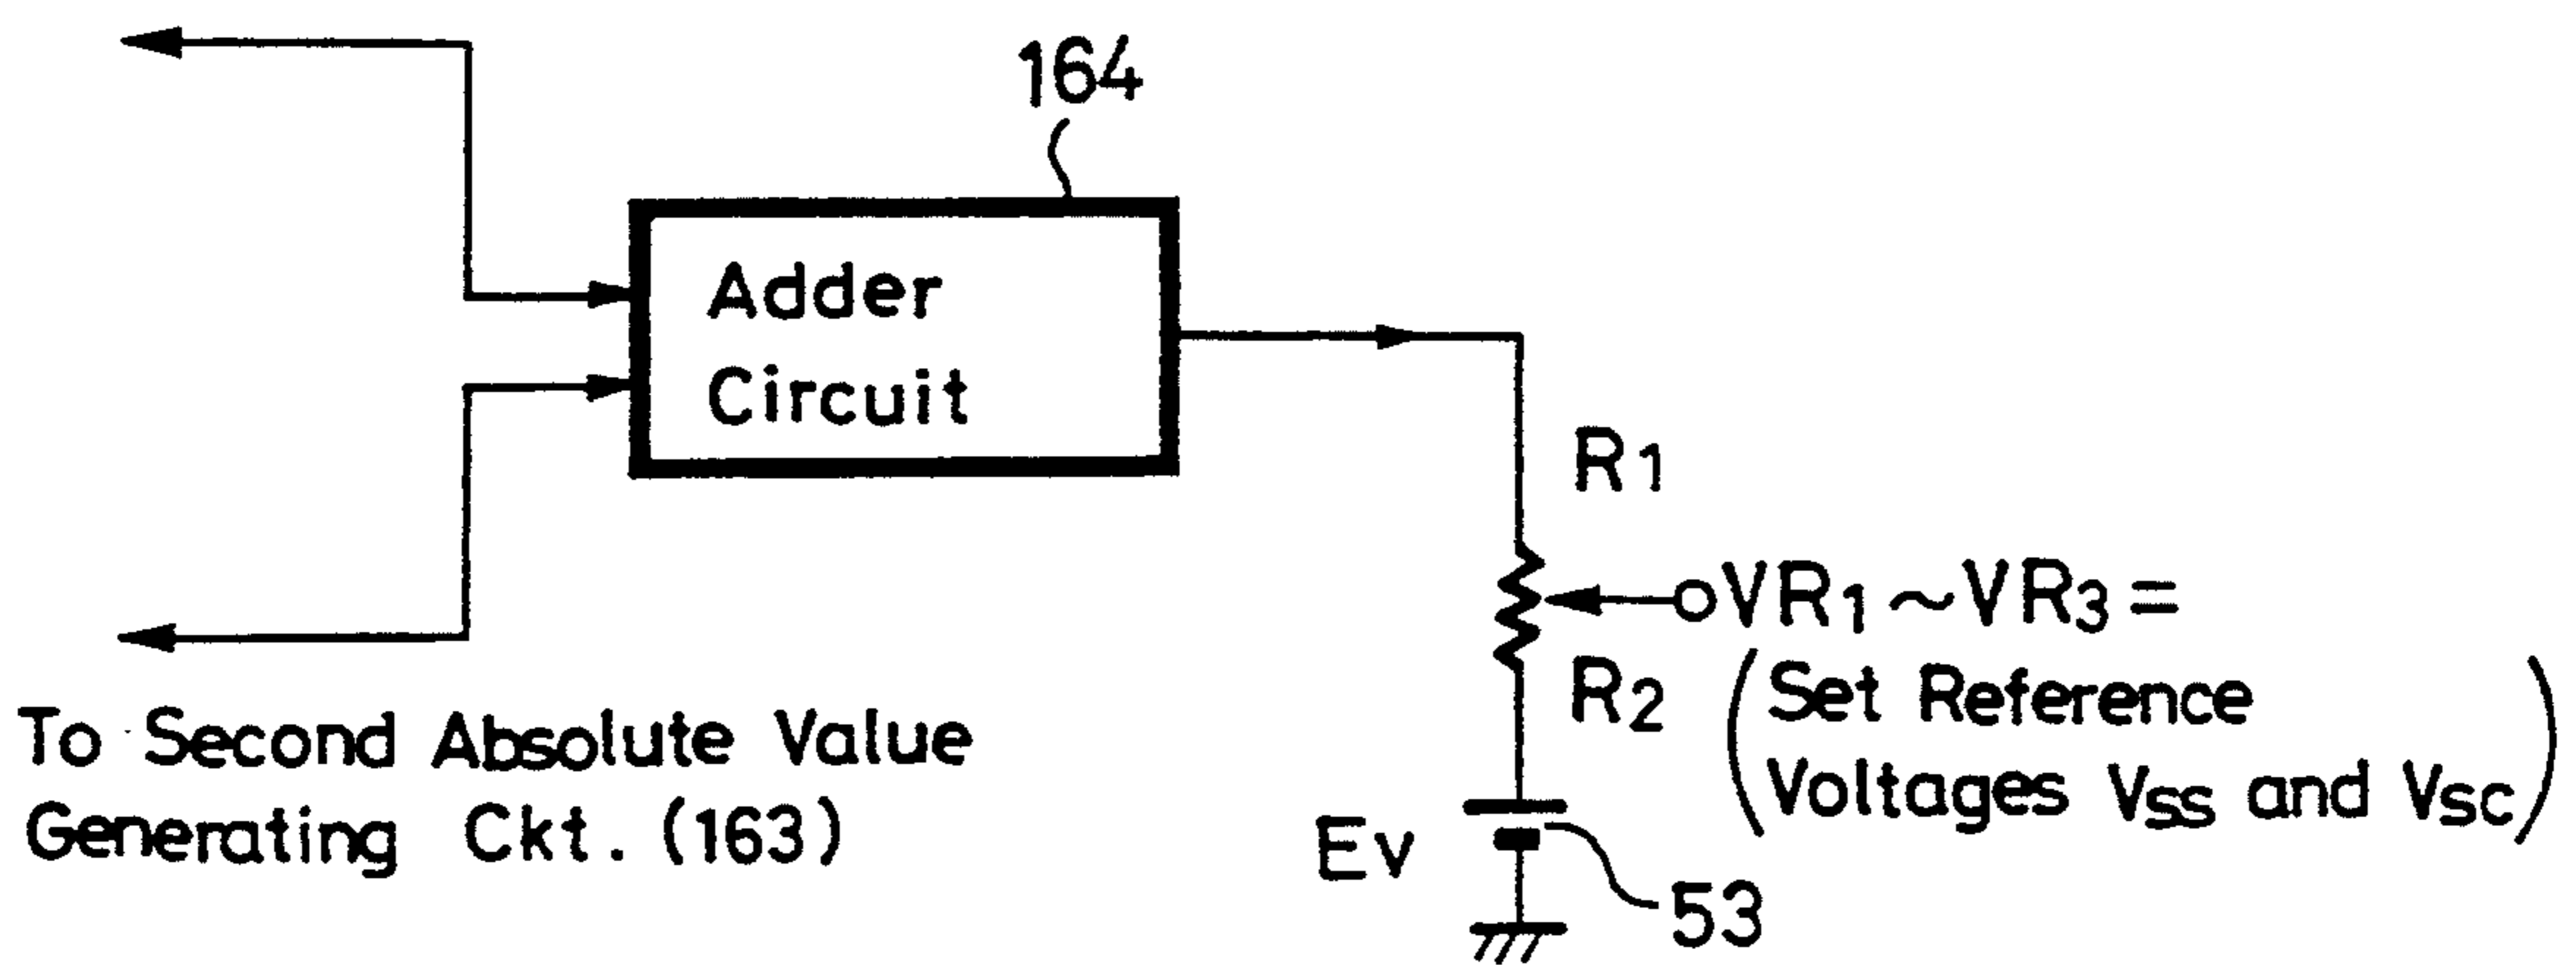 164
Adder
Circuit
R1
VR1 ~ VR3 =
R2
(Set Reference
Voltages VSS and VSC)
To Second Absolute Value
Generating Ckt. (163)
Ev
53